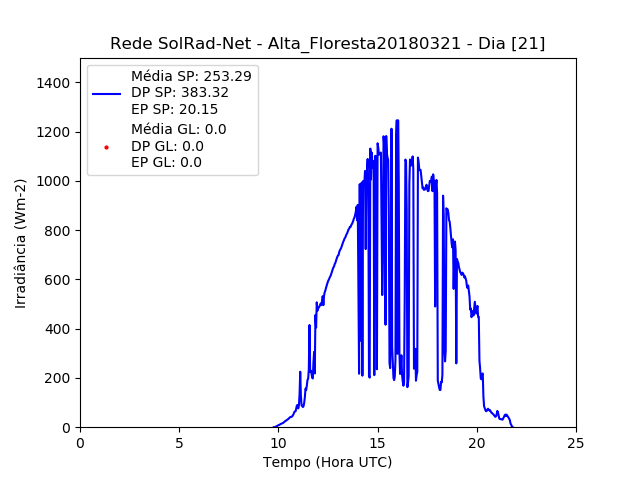 Rede SolRad-Net - Alta_Floresta20180321 - Dia [21]
Média SP: 253.29
DP SP: 383.32
EP SP: 20.15
Média GL: 0.0
DP GL: 0.0
EP GL: 0.0
Irradiância (Wm-2)
1400
1200
1000
800
600
400
200
0
0 5 10 15 20 25
Tempo (Hora UTC)